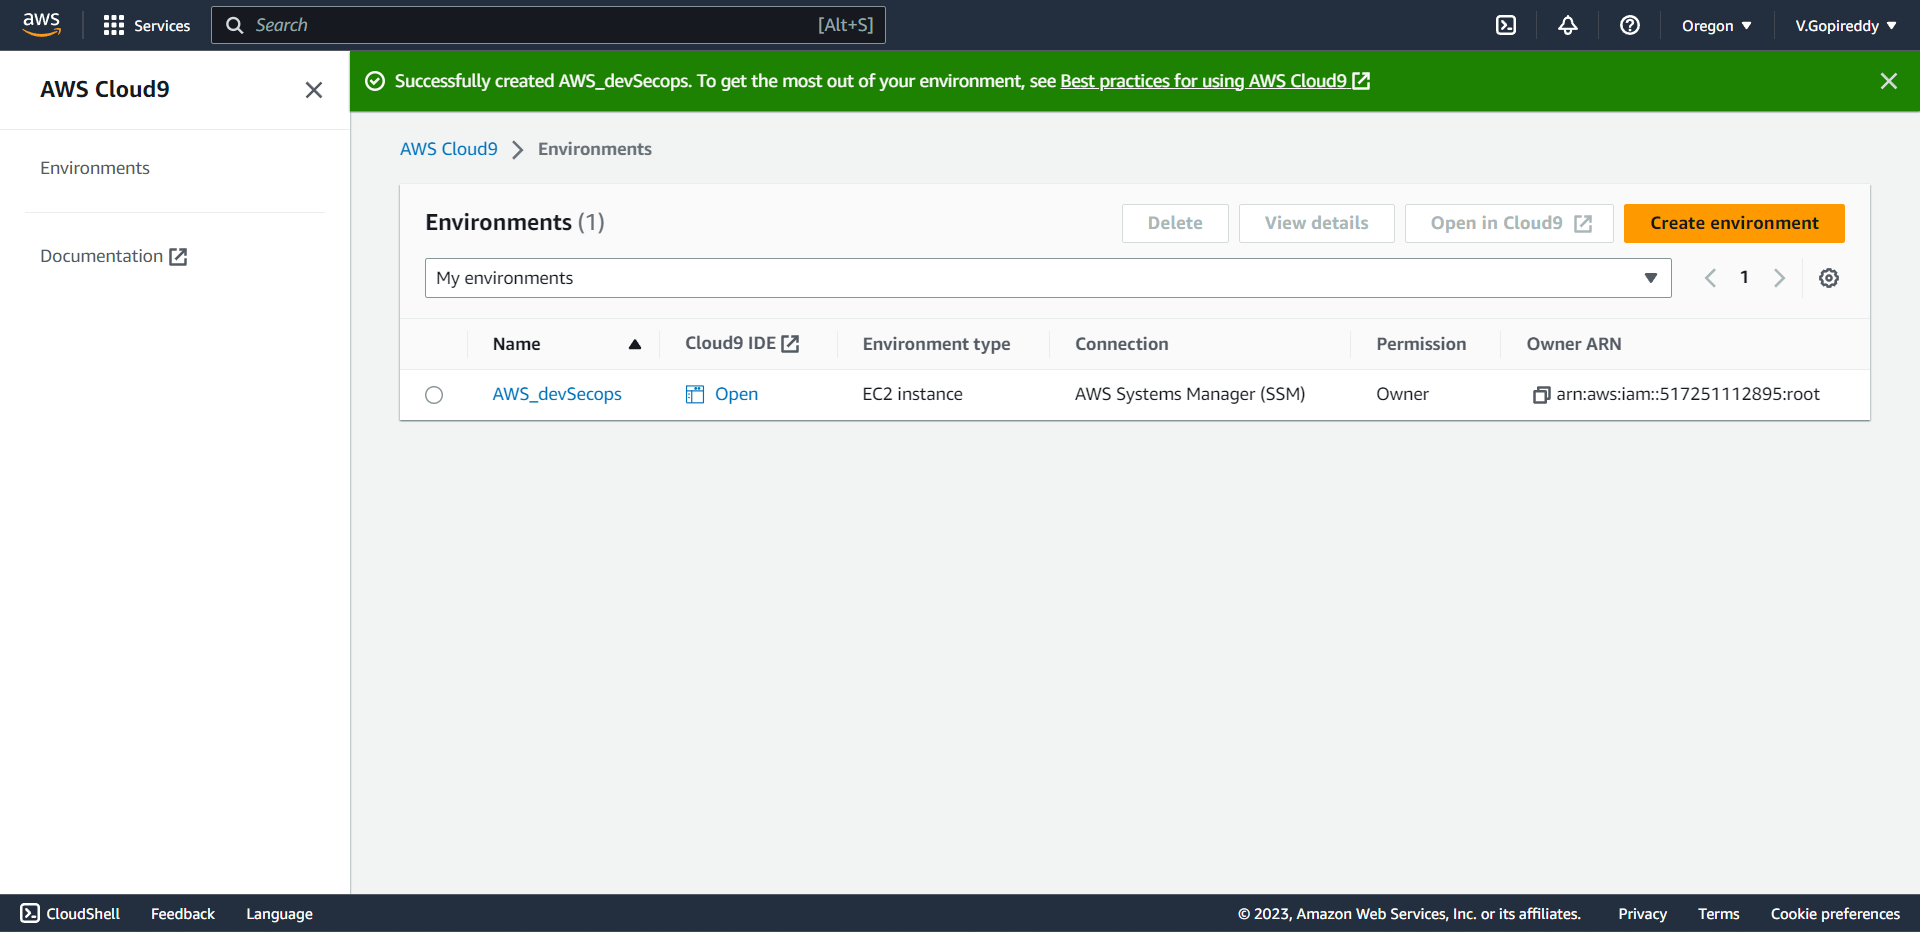 aws
Services
Search [Alt+S]
Oregon
V.Gopireddy
AWS Cloud9
Environments
Documentation
Successfully created AWS_devSecops. To get the most out of your environment, see Best practices for using AWS Cloud9
AWS Cloud9 Environments
Environments (1)
Delete
View details
Open in Cloud9
Create environment
My environments
1
Name Cloud9 IDE Environment type Connection Permission Owner ARN
AWS_devSecops Open EC2 instance AWS Systems Manager (SSM) Owner arn:aws:iam::517251112895:root
CloudShell Feedback Language © 2023, Amazon Web Services, Inc. or its affiliates. Privacy Terms Cookie preferences